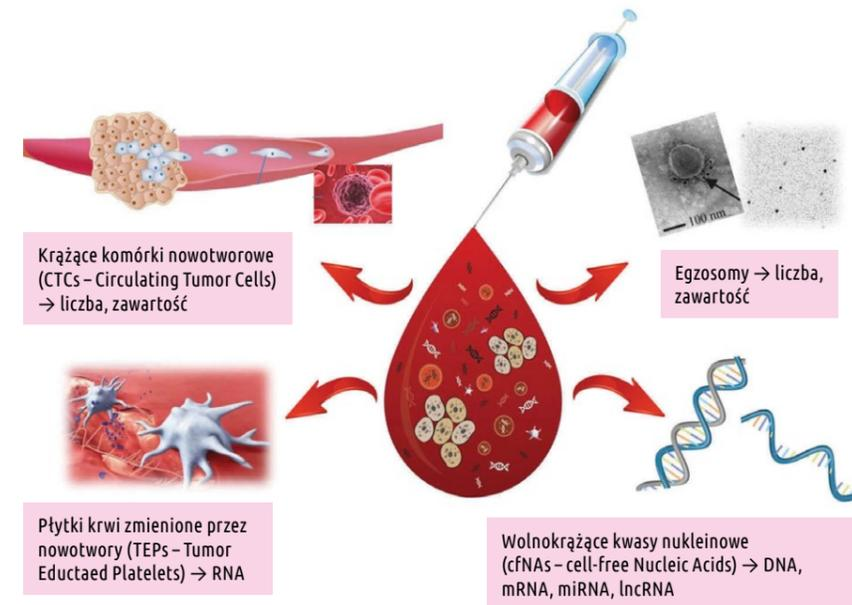 100 nm
Krążące komórki nowotworowe
(CTCs – Circulating Tumor Cells)
→ liczba, zawartość
Egzosomy → liczba,
zawartość
Płytki krwi zmienione przez
nowotwory (TEPs – Tumor
Eductaed Platelets) → RNA
Wolnokrążące kwasy nukleinowe
(cfNAs – cell-free Nucleic Acids) → DNA,
mRNA, miRNA, lncRNA